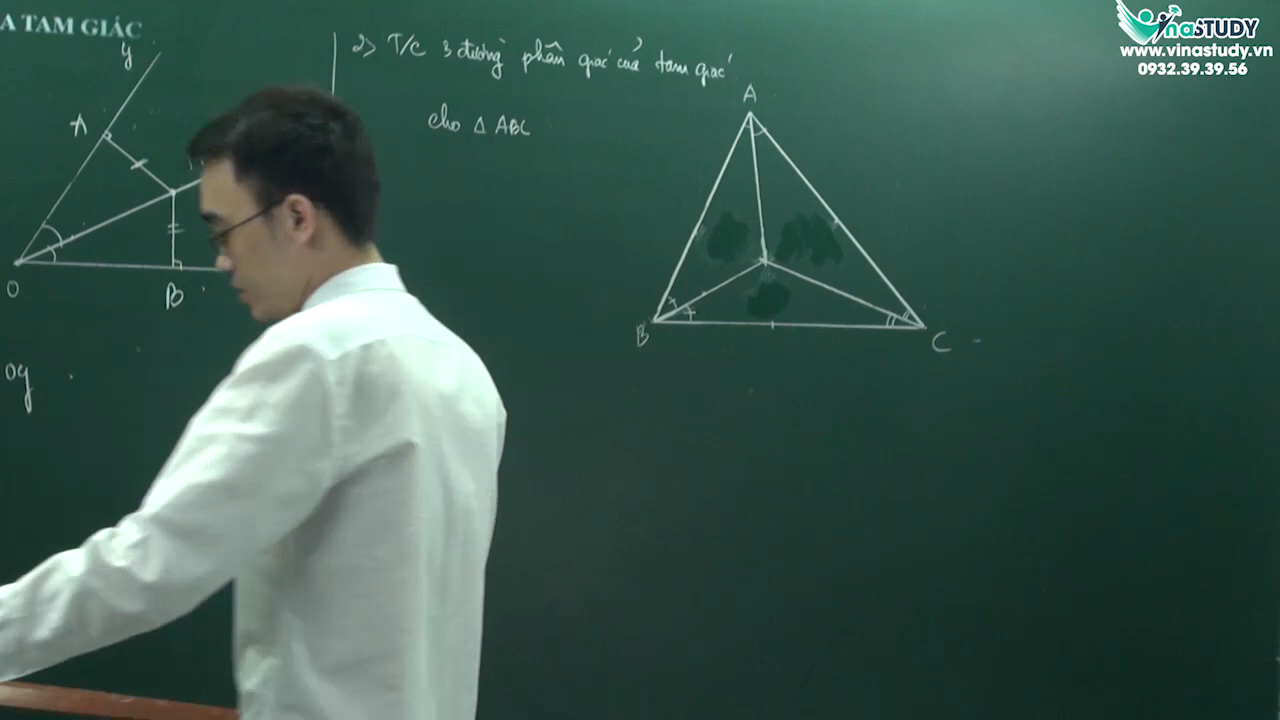 A TAM GIÁC
y
A
O
B
oy
2> T/C 3 đường phân giác của tam giác
cho △ ABC
A
B
C
VinaSTUDY
www.vinastudy.vn
0932.39.39.56